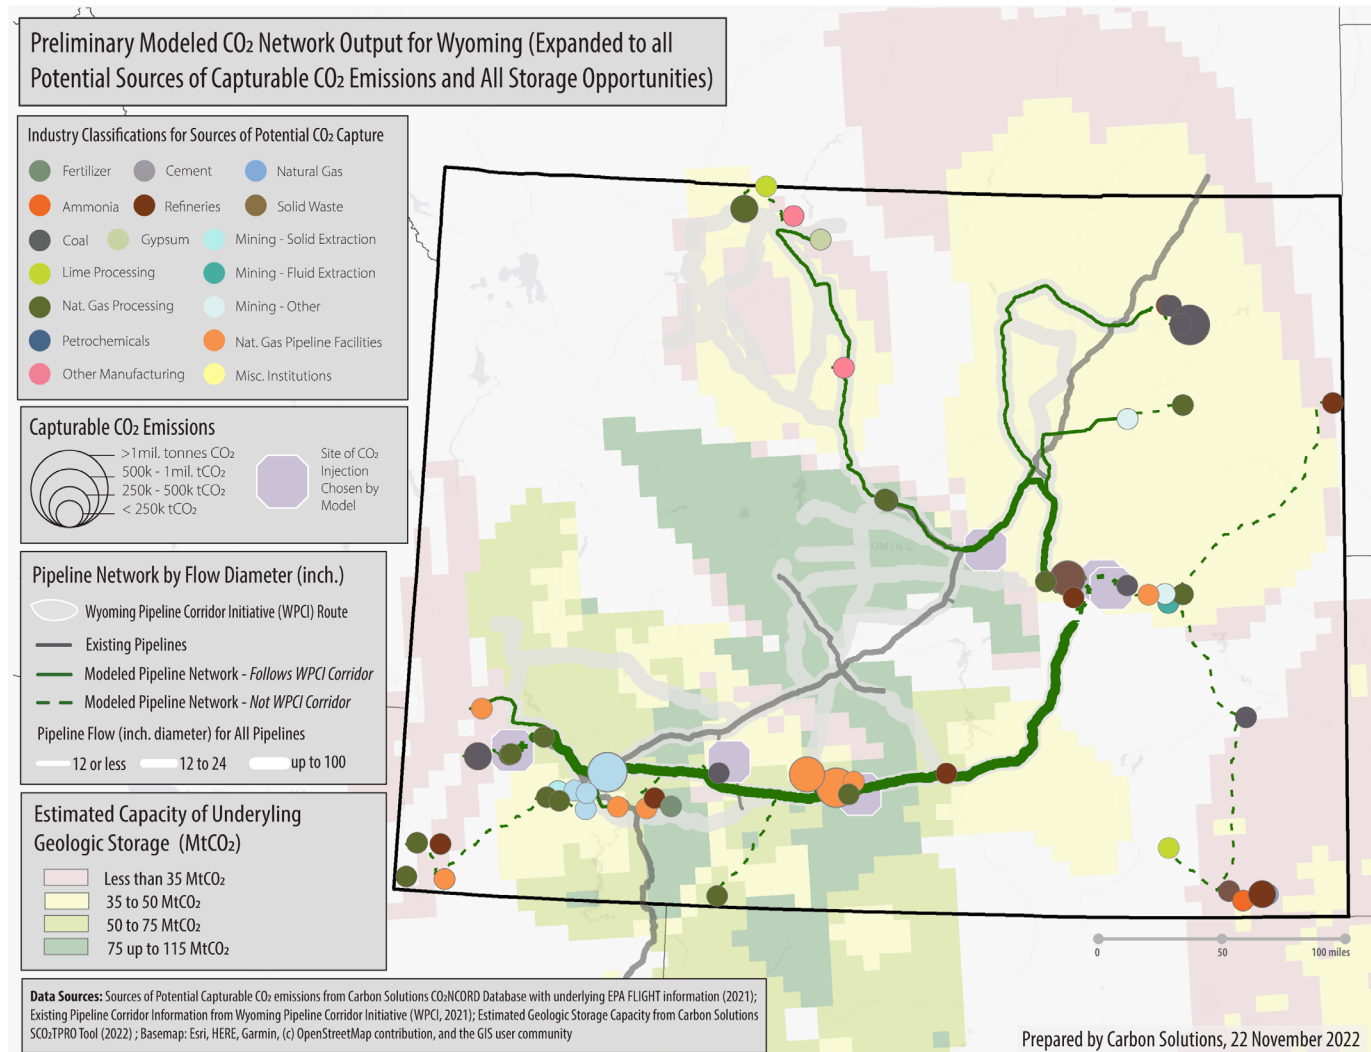 Preliminary Modeled CO₂ Network Output for Wyoming (Expanded to all
Potential Sources of Capturable CO₂ Emissions and All Storage Opportunities)
Industry Classifications for Sources of Potential CO₂ Capture
Fertilizer
Cement
Natural Gas
Ammonia
Refineries
Solid Waste
Coal
Gypsum
Mining - Solid Extraction
Lime Processing
Mining - Fluid Extraction
Nat. Gas Processing
Mining - Other
Petrochemicals
Nat. Gas Pipeline Facilities
Other Manufacturing
Misc. Institutions
Capturable CO₂ Emissions
>1mil. tonnes CO₂
500k - 1mil. tCO₂
250k - 500k tCO₂
< 250k tCO₂
Site of CO₂
Injection
Chosen by
Model
Pipeline Network by Flow Diameter (inch.)
Wyoming Pipeline Corridor Initiative (WPCI) Route
Existing Pipelines
Modeled Pipeline Network - Follows WPCI Corridor
Modeled Pipeline Network - Not WPCI Corridor
Pipeline Flow (inch. diameter) for All Pipelines
12 or less
12 to 24
up to 100
Estimated Capacity of Underyling
Geologic Storage (MtCO₂)
Less than 35 MtCO₂
35 to 50 MtCO₂
50 to 75 MtCO₂
75 up to 115 MtCO₂
OMING
0
50
100 miles
Data Sources: Sources of Potential Capturable CO₂ emissions from Carbon Solutions CO₂NCORD Database with underlying EPA FLIGHT information (2021);
Existing Pipeline Corridor Information from Wyoming Pipeline Corridor Initiative (WPCI, 2021); Estimated Geologic Storage Capacity from Carbon Solutions
SCO₂TPRO Tool (2022) ; Basemap: Esri, HERE, Garmin, (c) OpenStreetMap contribution, and the GIS user community
Prepared by Carbon Solutions, 22 November 2022